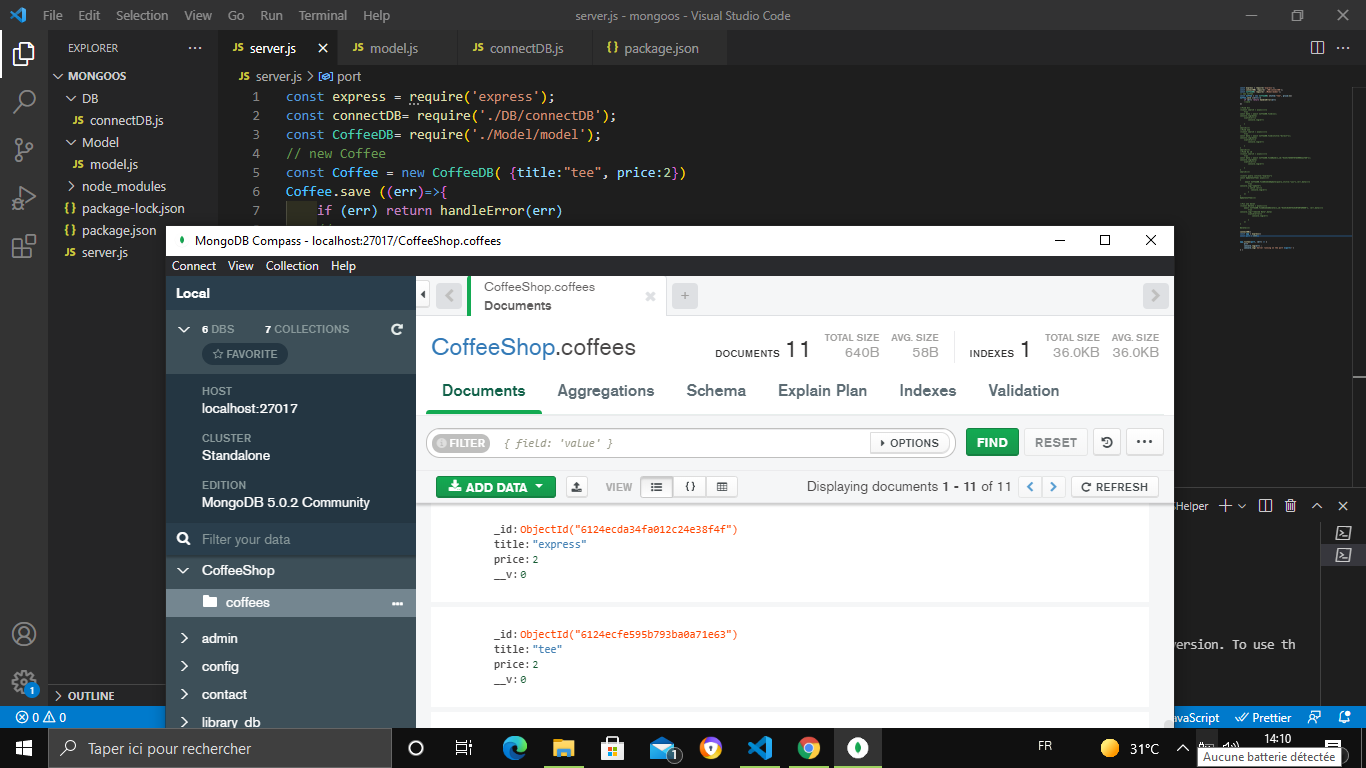 File Edit Selection View Go Run Terminal Help server.js - mongoos - Visual Studio Code
EXPLORER
MONGOOS
DB
JS connectDB.js
Model
JS model.js
node_modules
{} package-lock.json
{} package.json
JS server.js
OUTLINE
JS server.js JS model.js JS connectDB.js {} package.json
JS server.js > port
1 const express = require('express');
2 const connectDB= require('./DB/connectDB');
3 const CoffeeDB= require('./Model/model');
4 // new Coffee
5 const Coffee = new CoffeeDB( {title:"tee", price:2})
6 Coffee.save ((err)=>{
7 if (err) return handleError(err)
MongoDB Compass - localhost:27017/CoffeeShop.coffees
Connect View Collection Help
Local
6 DBS 7 COLLECTIONS
FAVORITE
HOST
localhost:27017
CLUSTER
Standalone
EDITION
MongoDB 5.0.2 Community
Filter your data
CoffeeShop
coffees
admin
config
contact
library_db
CoffeeShop.coffees
Documents
CoffeeShop.coffees
DOCUMENTS 11 TOTAL SIZE 640B AVG. SIZE 58B INDEXES 1 TOTAL SIZE 36.0KB AVG. SIZE 36.0KB
Documents Aggregations Schema Explain Plan Indexes Validation
FILTER { field: 'value' } OPTIONS FIND RESET
ADD DATA VIEW {} Displaying documents 1 - 11 of 11 REFRESH
_id:ObjectId("6124ecda34fa012c24e38f4f")
title:"express"
price:2
__v:0
_id:ObjectId("6124ecfe595b793ba0a71e63")
title:"tee"
price:2
__v:0
Helper
ersion. To use th
0 0 avaScript Prettier
1
Taper ici pour rechercher
1
FR 31°C 14:10
Aucune batterie détectée